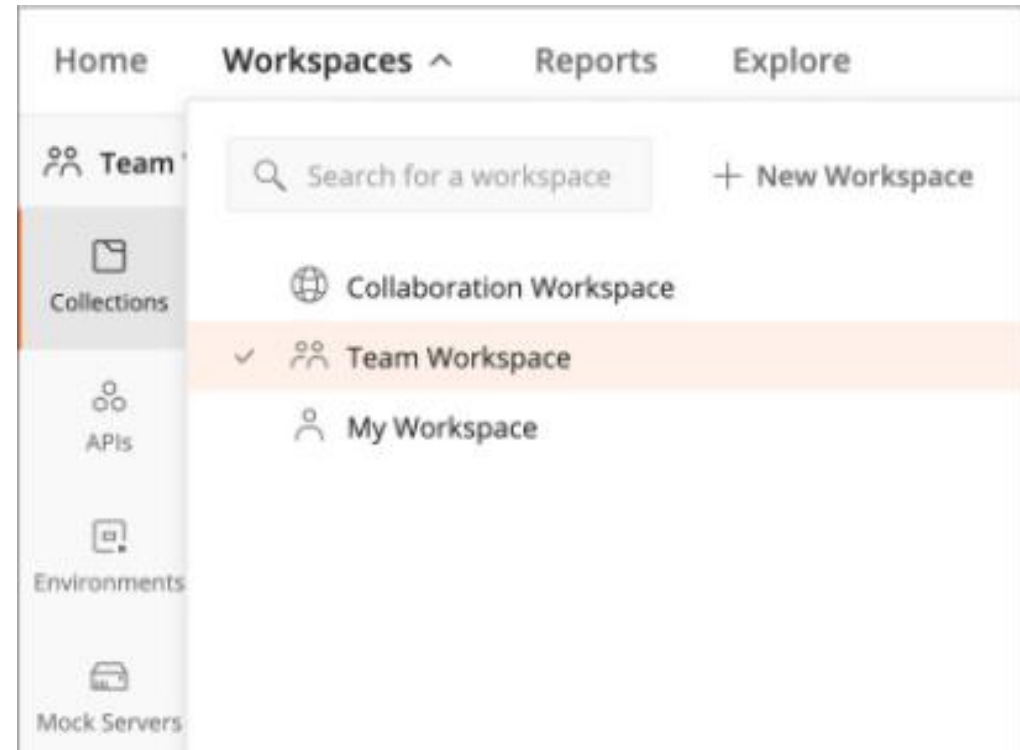 Home Workspaces Reports Explore
Team
Search for a workspace
+ New Workspace
Collections
Collaboration Workspace
Team Workspace
My Workspace
APIs
Environments
Mock Servers